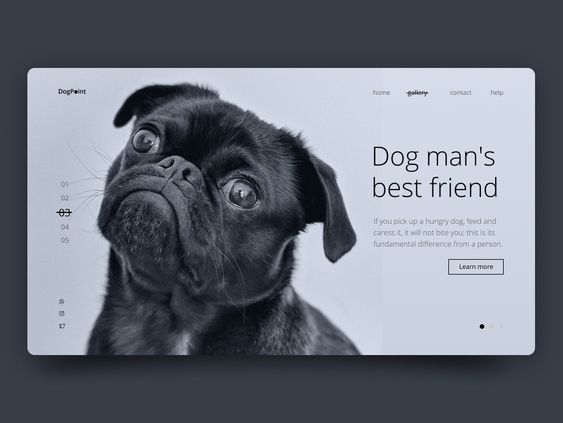 DogPoint
home gallery contact help
Dog man's
best friend
01
02
03
04
05
If you pick up a hungry dog, feed and
caress it, it will not bite you; this is its
fundamental difference from a person.
Learn more